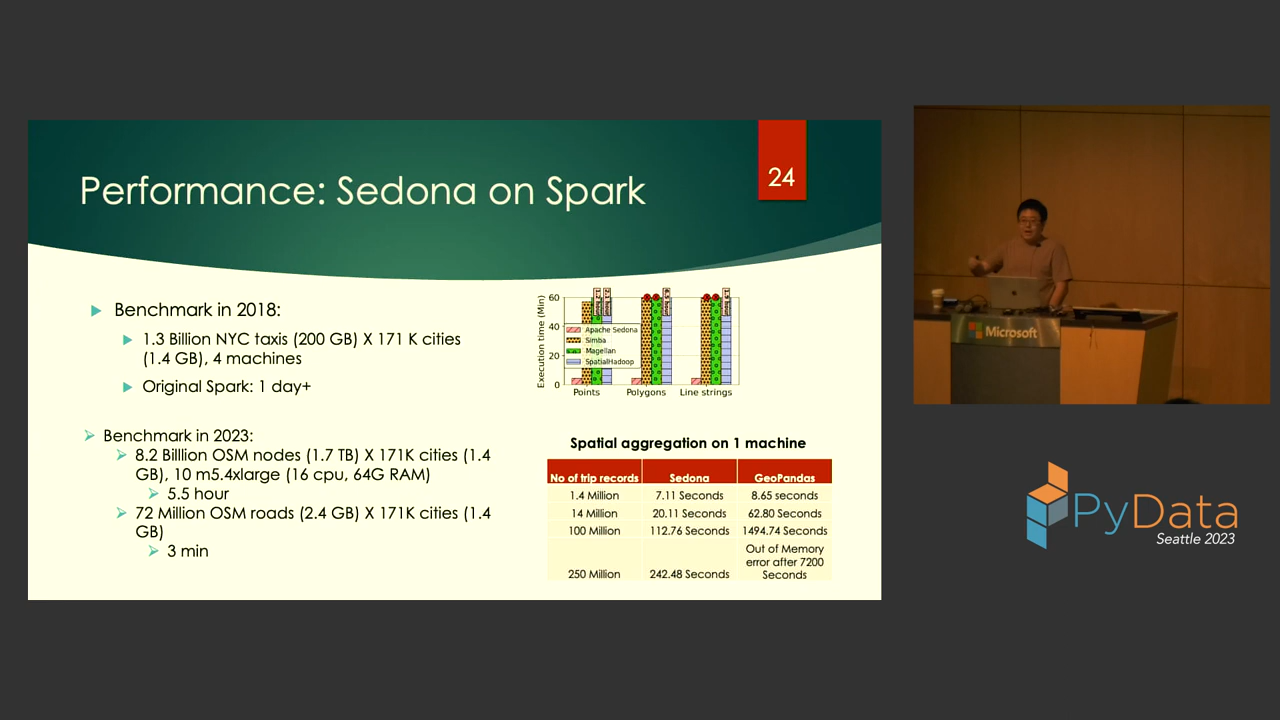 24
Performance: Sedona on Spark
Benchmark in 2018:
1.3 Billion NYC taxis (200 GB) X 171 K cities
(1.4 GB), 4 machines
Original Spark: 1 day+
Benchmark in 2023:
8.2 Billlion OSM nodes (1.7 TB) X 171K cities (1.4
GB), 10 m5.4xlarge (16 cpu, 64G RAM)
5.5 hour
72 Million OSM roads (2.4 GB) X 171K cities (1.4
GB)
3 min
Execution time (Min)
60
40
20
0
Apache Sedona
Simba
Magellan
SpatialHadoop
Points Polygons Line strings
Spatial aggregation on 1 machine
No of trip records Sedona GeoPandas
1.4 Million 7.11 Seconds 8.65 seconds
14 Million 20.11 Seconds 62.80 Seconds
100 Million 112.76 Seconds 1494.74 Seconds
250 Million 242.48 Seconds Out of Memory
error after 7200
Seconds
Microsoft
PyData
Seattle 2023